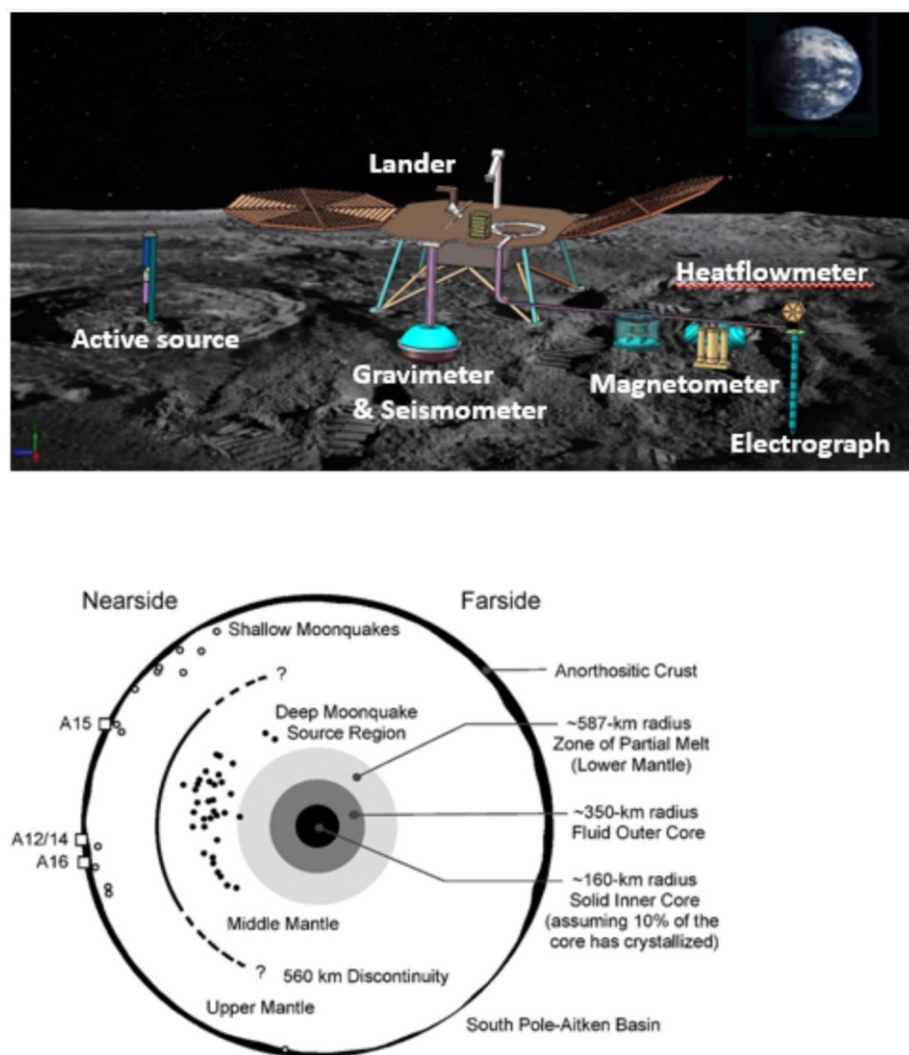 Lander
Heatflowmeter
Active source
Gravimeter
& Seismometer
Magnetometer
Electrograph
Nearside
Farside
Shallow Moonquakes
?
Anorthositic Crust
A15
Deep Moonquake
Source Region
~587-km radius
Zone of Partial Melt
(Lower Mantle)
~350-km radius
Fluid Outer Core
A12/14
A16
~160-km radius
Solid Inner Core
(assuming 10% of the
core has crystallized)
Middle Mantle
?
560 km Discontinuity
Upper Mantle
South Pole-Aitken Basin